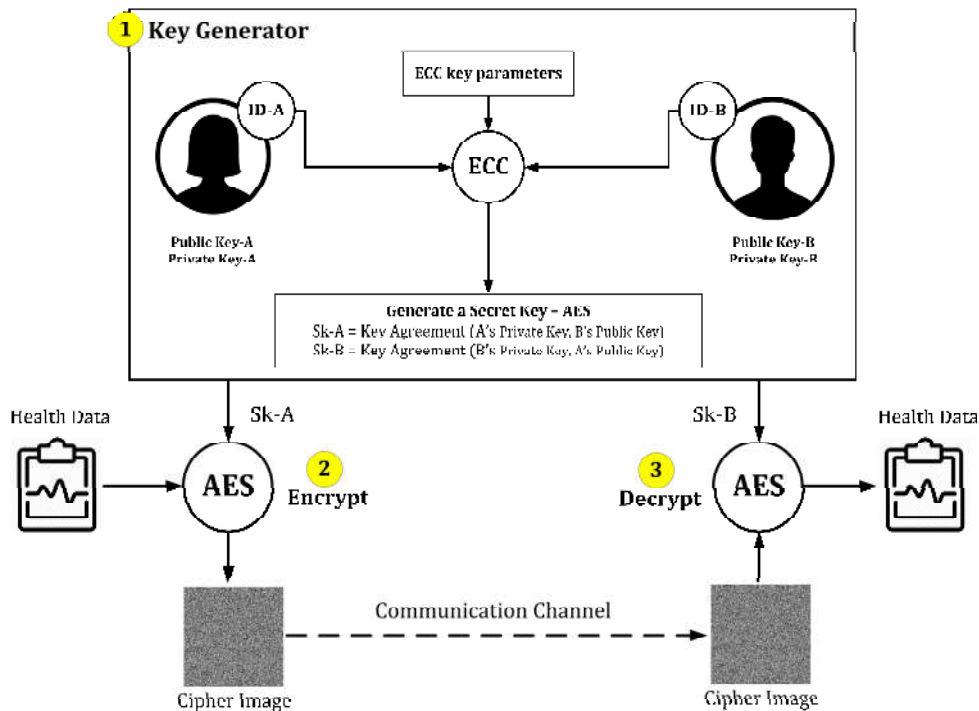 1 Key Generator
ECC key parameters
ID-A
ID-B
ECC
Public Key-A
Private Key-A
Public Key-B
Private Key-B
Generate a Secret Key – AES
Sk-A = Key Agreement (A's Private Key, B's Public Key)
Sk-B = Key Agreement (B's Private Key, A's Public Key)
Health Data
Sk-A
Sk-B
Health Data
AES
2
Encrypt
3
Decrypt
AES
Communication Channel
Cipher Image
Cipher Image